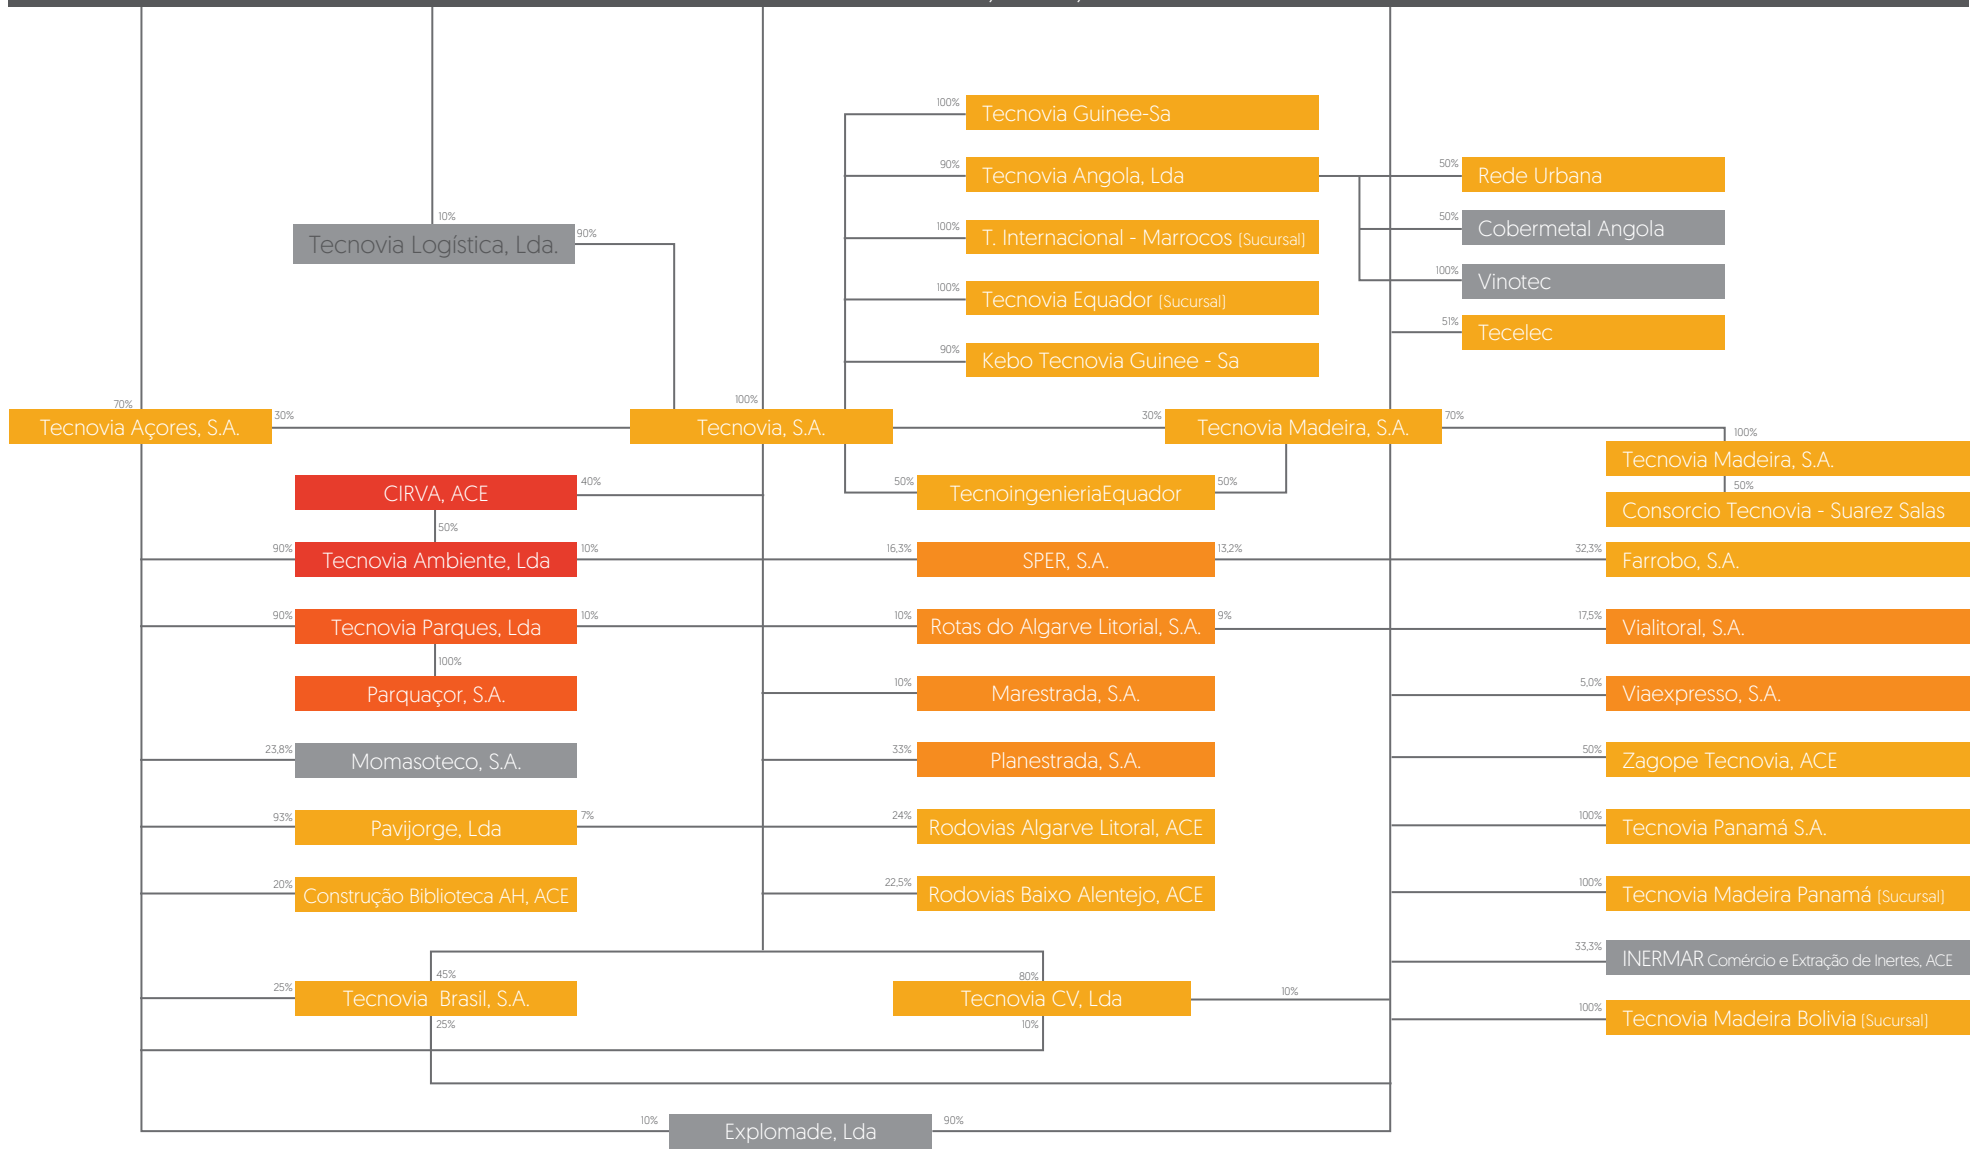 100%
Tecnovia Guinee-Sa
90%
Tecnovia Angola, Lda
50%
Rede Urbana
10%
Tecnovia Logística, Lda.
90%
100%
T. Internacional - Marrocos (Sucursal)
50%
Cobermetal Angola
100%
Tecnovia Equador (Sucursal)
100%
Vinotec
90%
Kebo Tecnovia Guinee - Sa
51%
Tecelec
70%
Tecnovia Açores, S.A.
30%
100%
Tecnovia, S.A.
30%
Tecnovia Madeira, S.A.
70%
100%
Tecnovia Madeira, S.A.
50%
Consorcio Tecnovia - Suarez Salas
CIRVA, ACE
40%
50%
50%
TecnoingenieriaEquador
50%
90%
Tecnovia Ambiente, Lda
10%
16,3%
SPER, S.A.
13,2%
32,3%
Farrobo, S.A.
90%
Tecnovia Parques, Lda
10%
10%
Rotas do Algarve Litorial, S.A.
9%
17,5%
Vialitoral, S.A.
100%
Parquaçor, S.A.
10%
Marestrada, S.A.
5,0%
Viaexpresso, S.A.
23,8%
Momasoteco, S.A.
33%
Planestrada, S.A.
50%
Zagope Tecnovia, ACE
93%
Pavijorge, Lda
7%
24%
Rodovias Algarve Litoral, ACE
100%
Tecnovia Panamá S.A.
20%
Construção Biblioteca AH, ACE
22,5%
Rodovias Baixo Alentejo, ACE
100%
Tecnovia Madeira Panamá (Sucursal)
33,3%
INERMAR Comércio e Extração de Inertes, ACE
45%
25%
Tecnovia  Brasil, S.A.
25%
80%
Tecnovia CV, Lda
10%
10%
100%
Tecnovia Madeira Bolivia (Sucursal)
10%
Explomade, Lda
90%